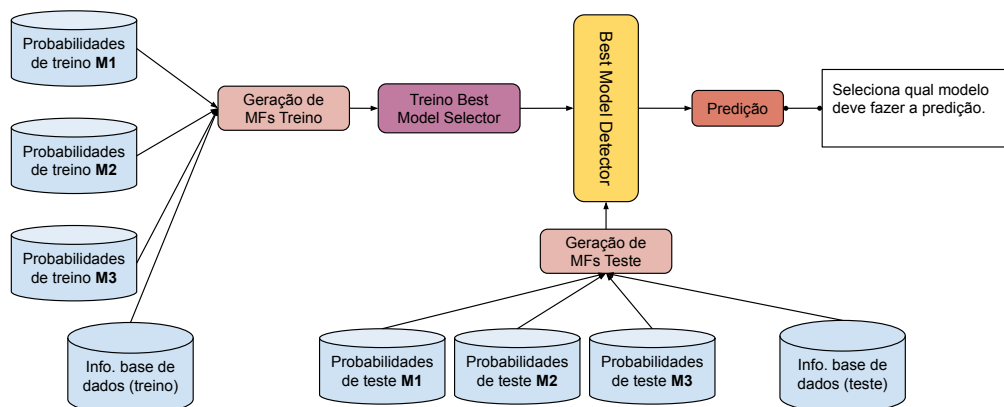 Probabilidades
de treino M1
Probabilidades
de treino M2
Probabilidades
de treino M3
Info. base de
dados (treino)
Geração de
MFs Treino
Treino Best
Model Selector
Best Model Detector
Predição
Seleciona qual modelo
deve fazer a predição.
Geração de
MFs Teste
Probabilidades
de teste M1
Probabilidades
de teste M2
Probabilidades
de teste M3
Info. base de
dados (teste)